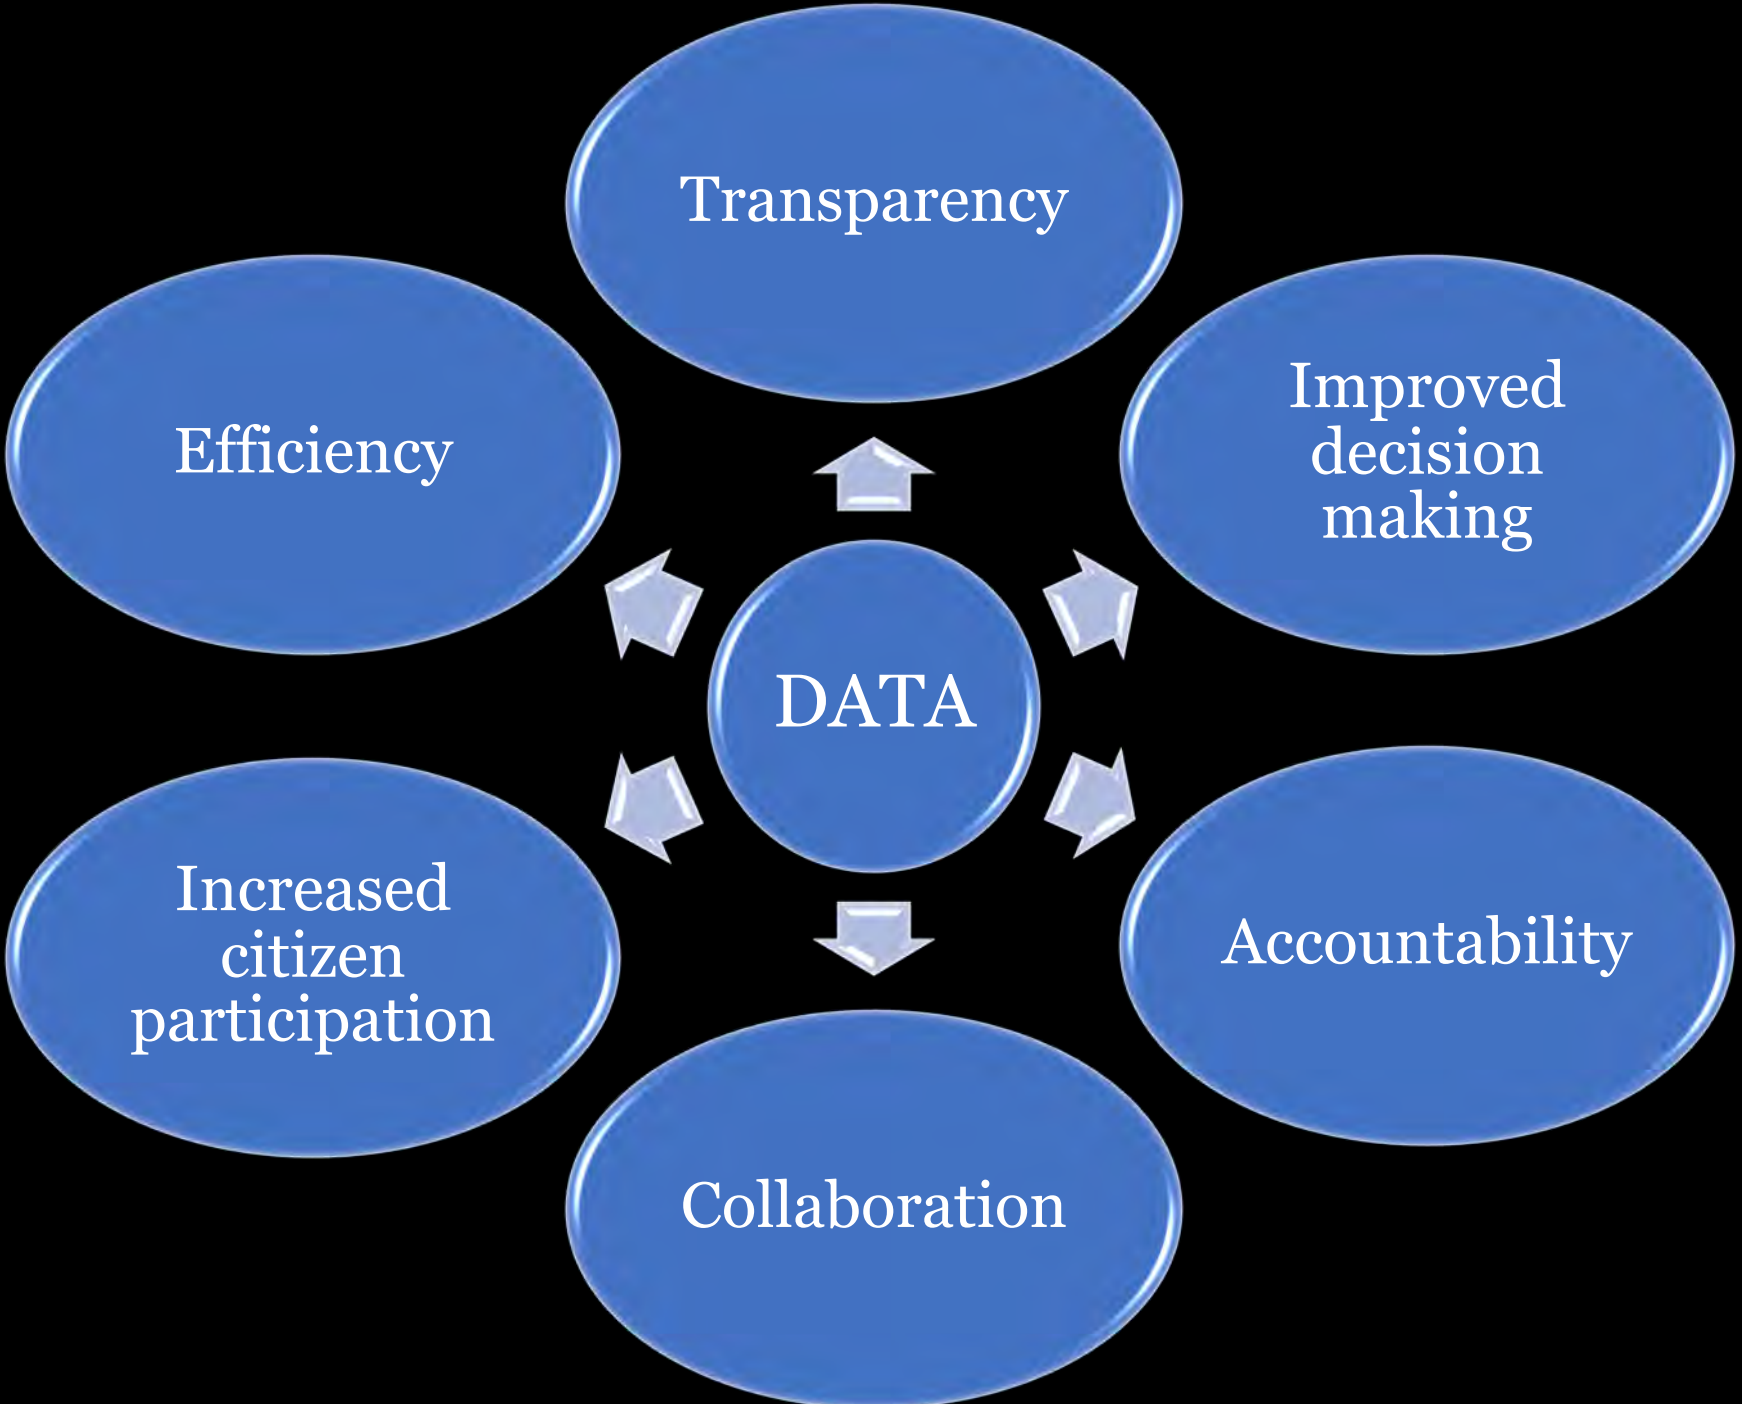 Transparency
Improved
decision
making
Efficiency
DATA
Increased
citizen
participation
Accountability
Collaboration